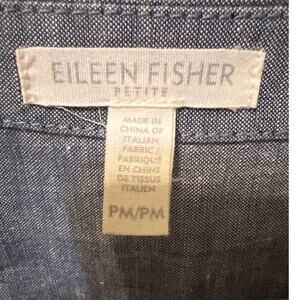 EILEEN FISHER
PETITE
MADE IN
CHINA OF
ITALIAN
FABRIC/
FABRIQUÉ
EN CHINE
DE TISSUS
ITALIEN
PM/PM